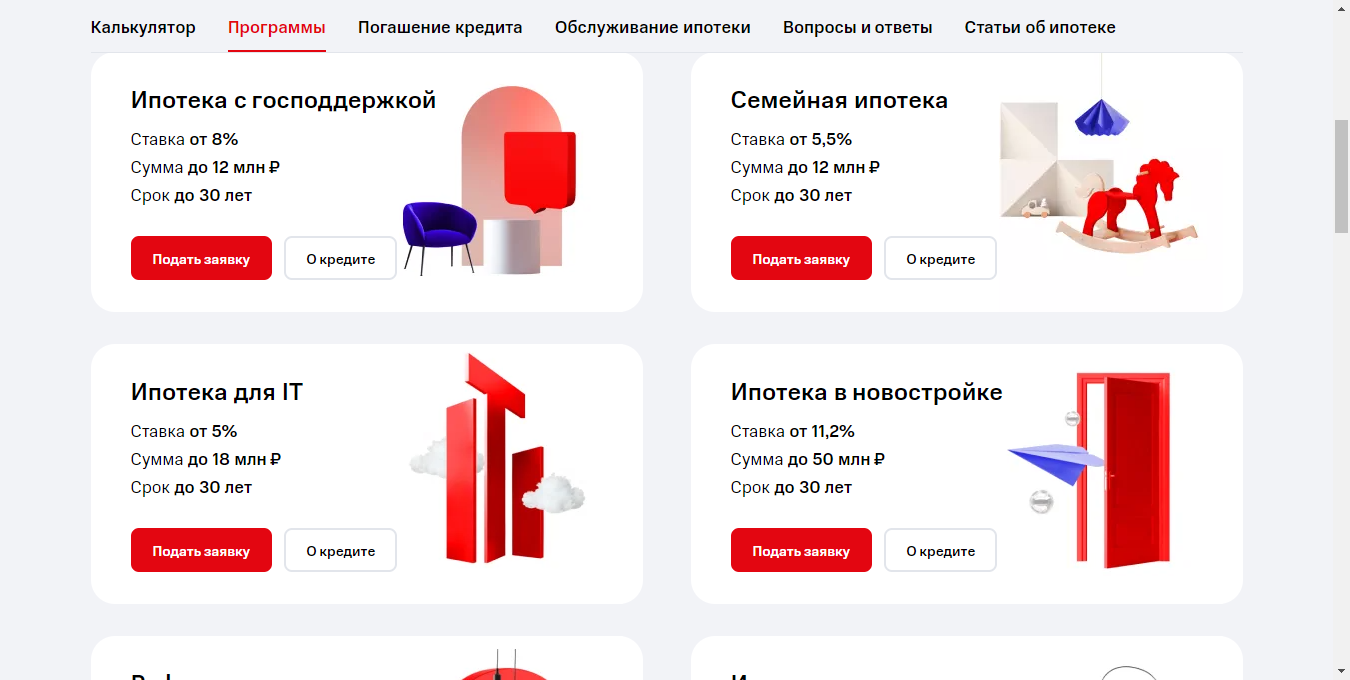 Калькулятор Программы Погашение кредита Обслуживание ипотеки Вопросы и ответы Статьи об ипотеке
Ипотека с господдержкой
Ставка от 8%
Сумма до 12 млн ₽
Срок до 30 лет
Подать заявку О кредите
Семейная ипотека
Ставка от 5,5%
Сумма до 12 млн ₽
Срок до 30 лет
Подать заявку О кредите
Ипотека для IT
Ставка от 5%
Сумма до 18 млн ₽
Срок до 30 лет
Подать заявку О кредите
Ипотека в новостройке
Ставка от 11,2%
Сумма до 50 млн ₽
Срок до 30 лет
Подать заявку О кредите